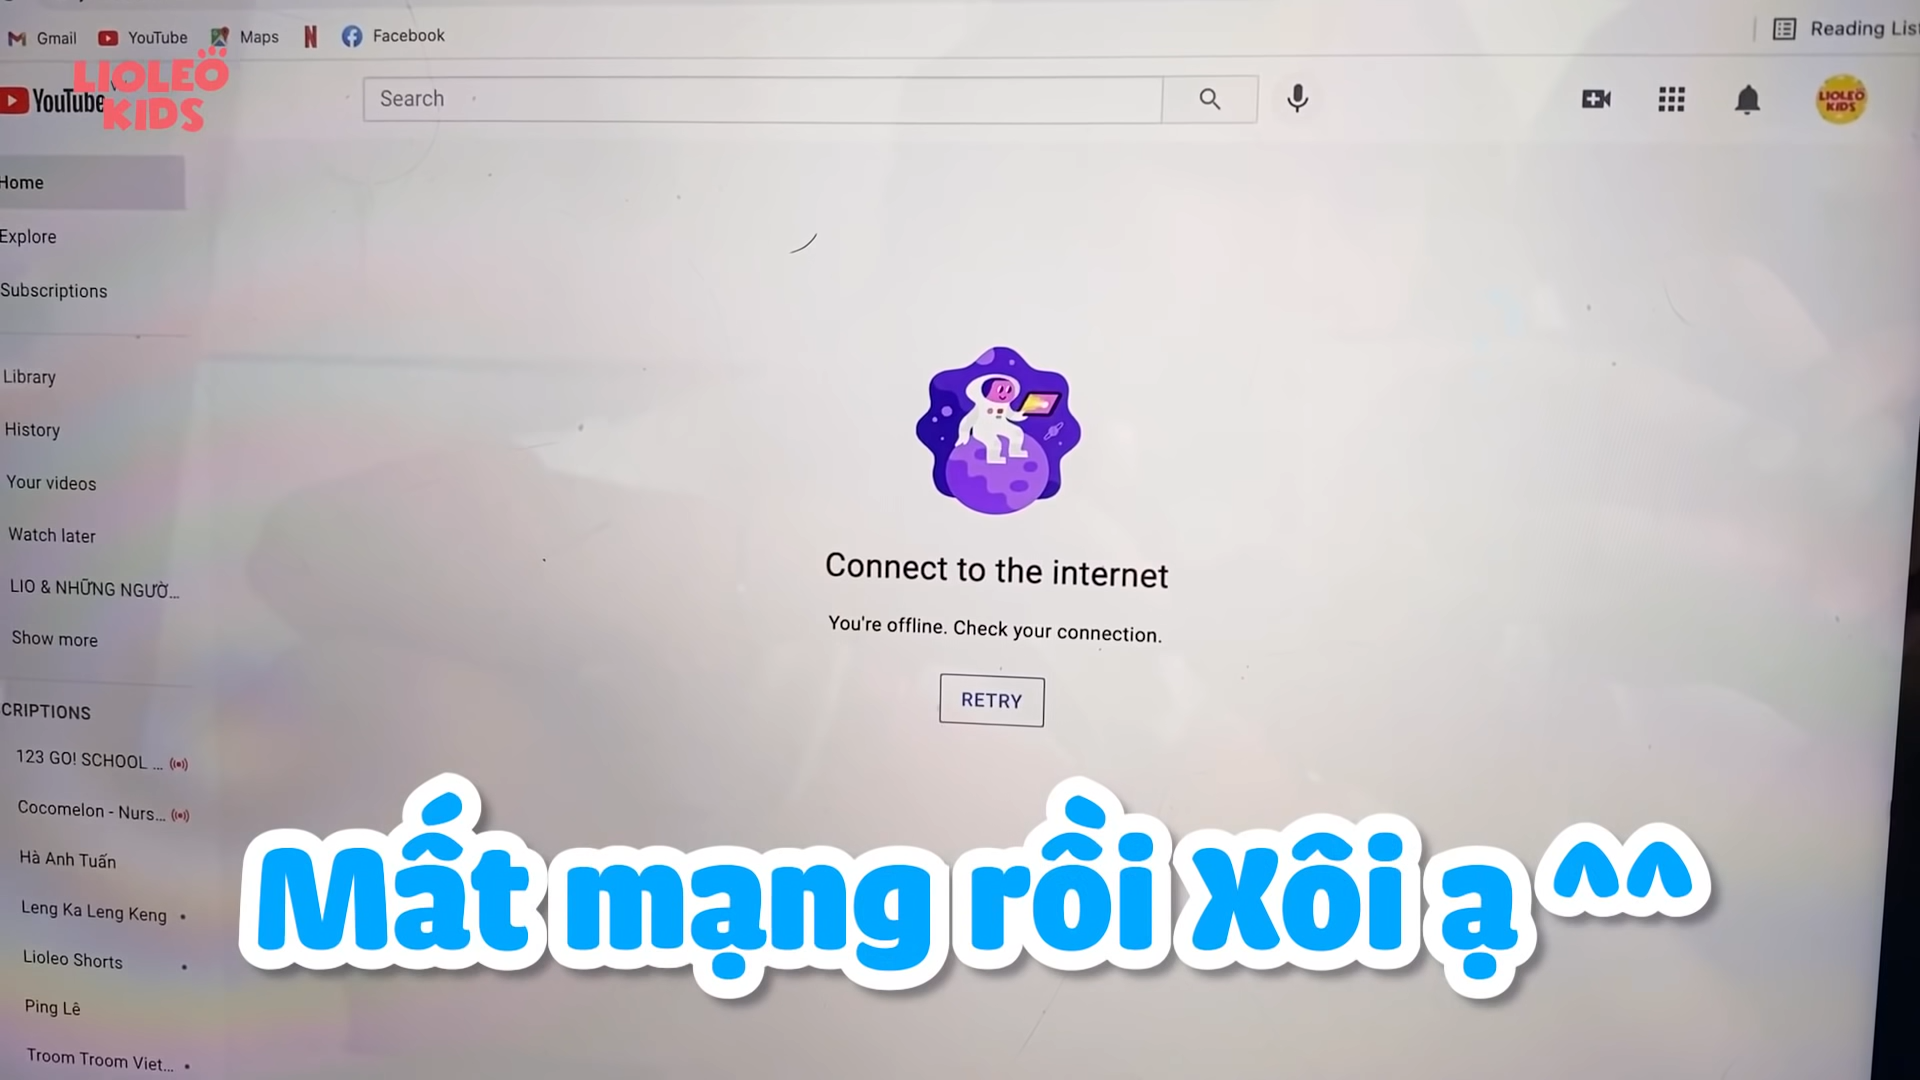 Gmail
YouTube
Maps
Facebook
Reading Lis
YouTube
LIOLEO
KIDS
Search
LIOLEO
KIDS
Home
Explore
Subscriptions
Library
History
Your videos
Watch later
LIO & NHỮNG NGƯỜ...
Show more
CRIPTIONS
123 GO! SCHOOL ...
Cocomelon - Nurs...
Hà Anh Tuấn
Leng Ka Leng Keng
Lioleo Shorts
Ping Lê
Troom Troom Viet...
Connect to the internet
You're offline. Check your connection.
RETRY
Mất mạng rồi Xôi ạ ^^